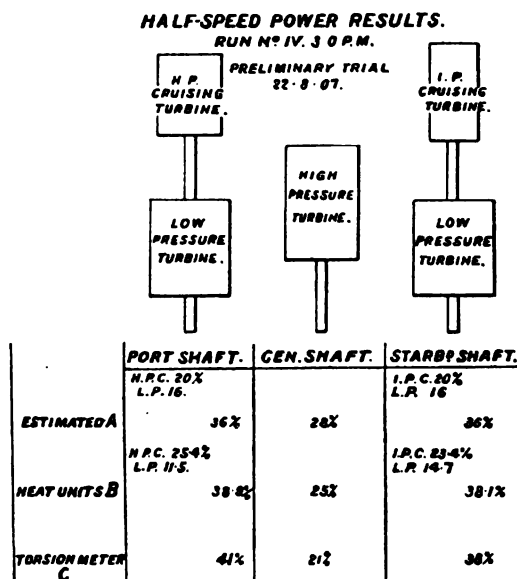 HALF-SPEED POWER RESULTS.
RUN Nº IV. 3 0 P.M.
PRELIMINARY TRIAL
22·8·07.
H.P.
CRUISING
TURBINE.
I.P.
CRUISING
TURBINE.
HIGH
PRESSURE
TURBINE.
LOW
PRESSURE
TURBINE.
LOW
PRESSURE
TURBINE.
PORT SHAFT. CEN. SHAFT. STARBD SHAFT.
H.P.C. 20% I.P.C. 20%
L.P. 16. L.P. 16
ESTIMATED A 36% 28% 36%
H.P.C. 25·4% I.P.C. 23·4%
L.P. 11·5. L.P. 14·7
HEAT UNITS B 38·8% 25% 38·1%
TORSION METER 41% 21% 38%
C